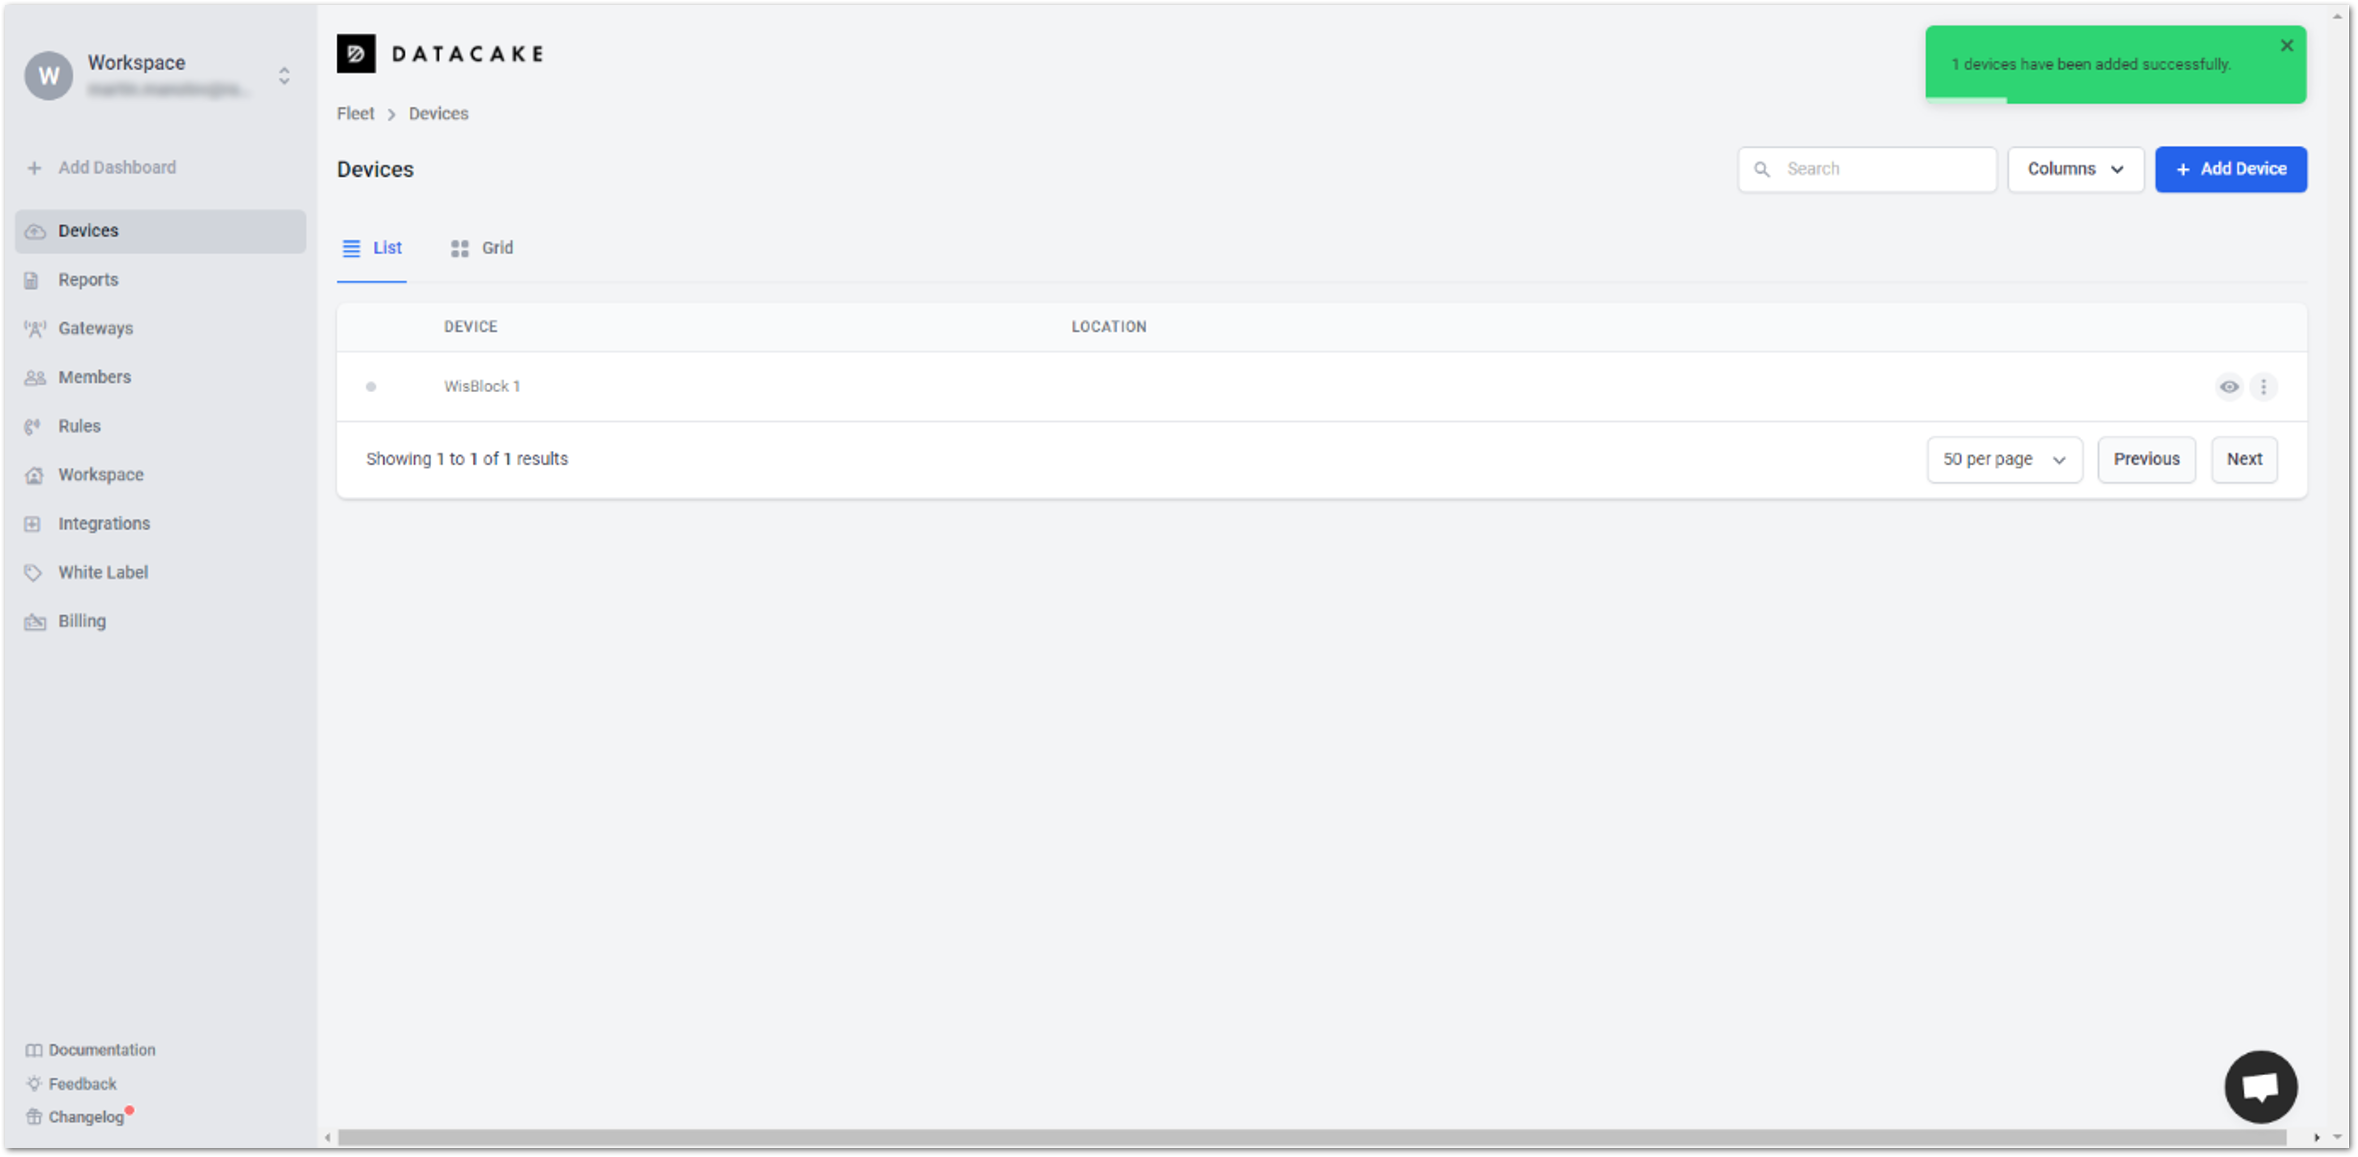 W
Workspace
Add Dashboard
Devices
Reports
Gateways
Members
Rules
Workspace
Integrations
White Label
Billing
Documentation
Feedback
Changelog
DATACAKE
1 devices have been added successfully.
Fleet > Devices
Devices
Search
Columns
+ Add Device
List
Grid
DEVICE LOCATION
WisBlock 1
Showing 1 to 1 of 1 results
50 per page
Previous
Next